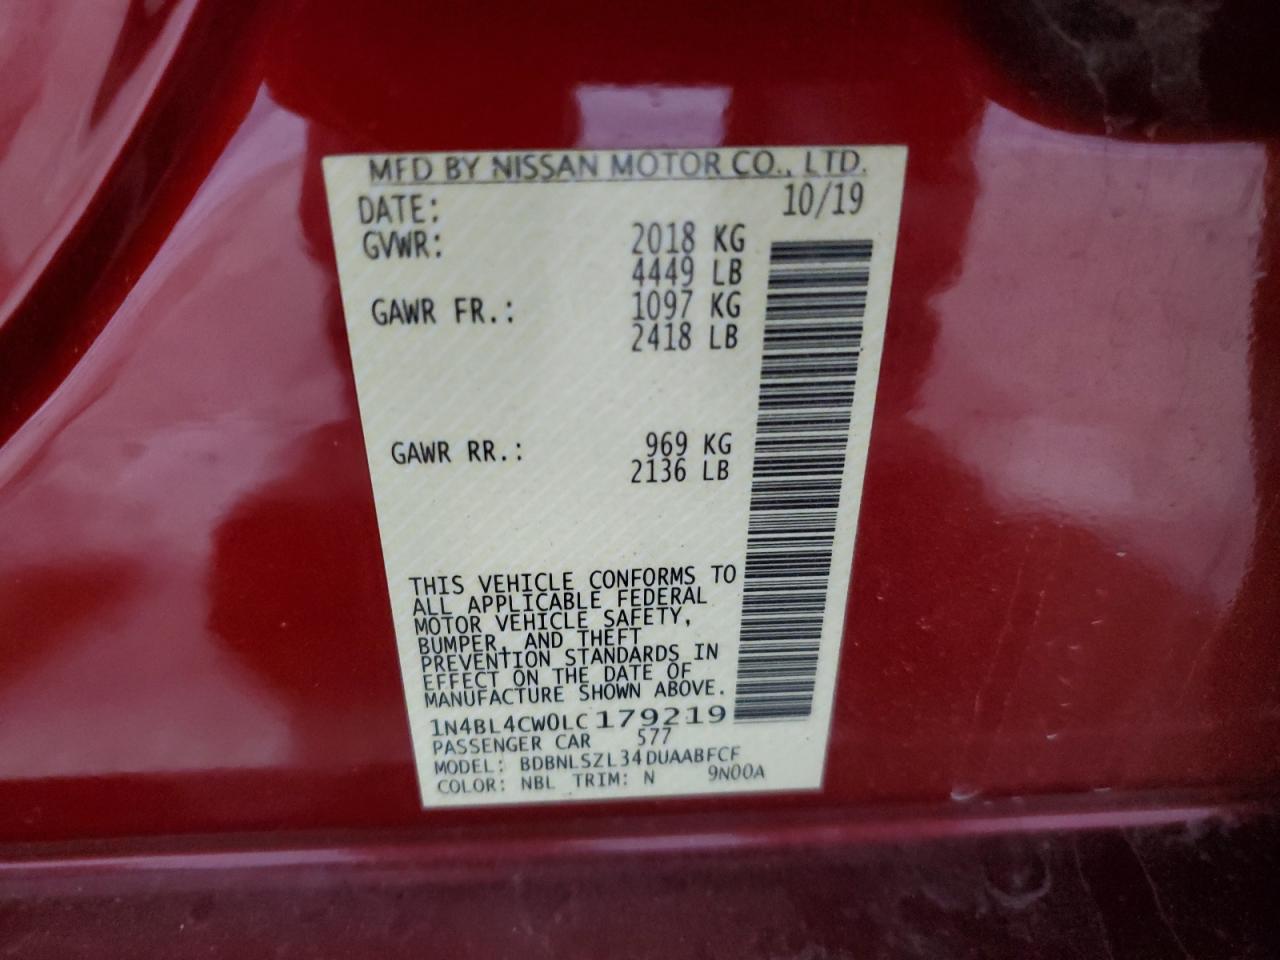 MFD BY NISSAN MOTOR CO., LTD.
DATE: 10/19
GVWR: 2018 KG
4449 LB
GAWR FR.: 1097 KG
2418 LB
GAWR RR.: 969 KG
2136 LB
THIS VEHICLE CONFORMS TO
ALL APPLICABLE FEDERAL
MOTOR VEHICLE SAFETY,
BUMPER, AND THEFT
PREVENTION STANDARDS IN
EFFECT ON THE DATE OF
MANUFACTURE SHOWN ABOVE.
1N4BL4CW0LC179219
PASSENGER CAR 577
MODEL: BDBNLSZL34DUAABFCF
COLOR: NBL TRIM: N 9N00A